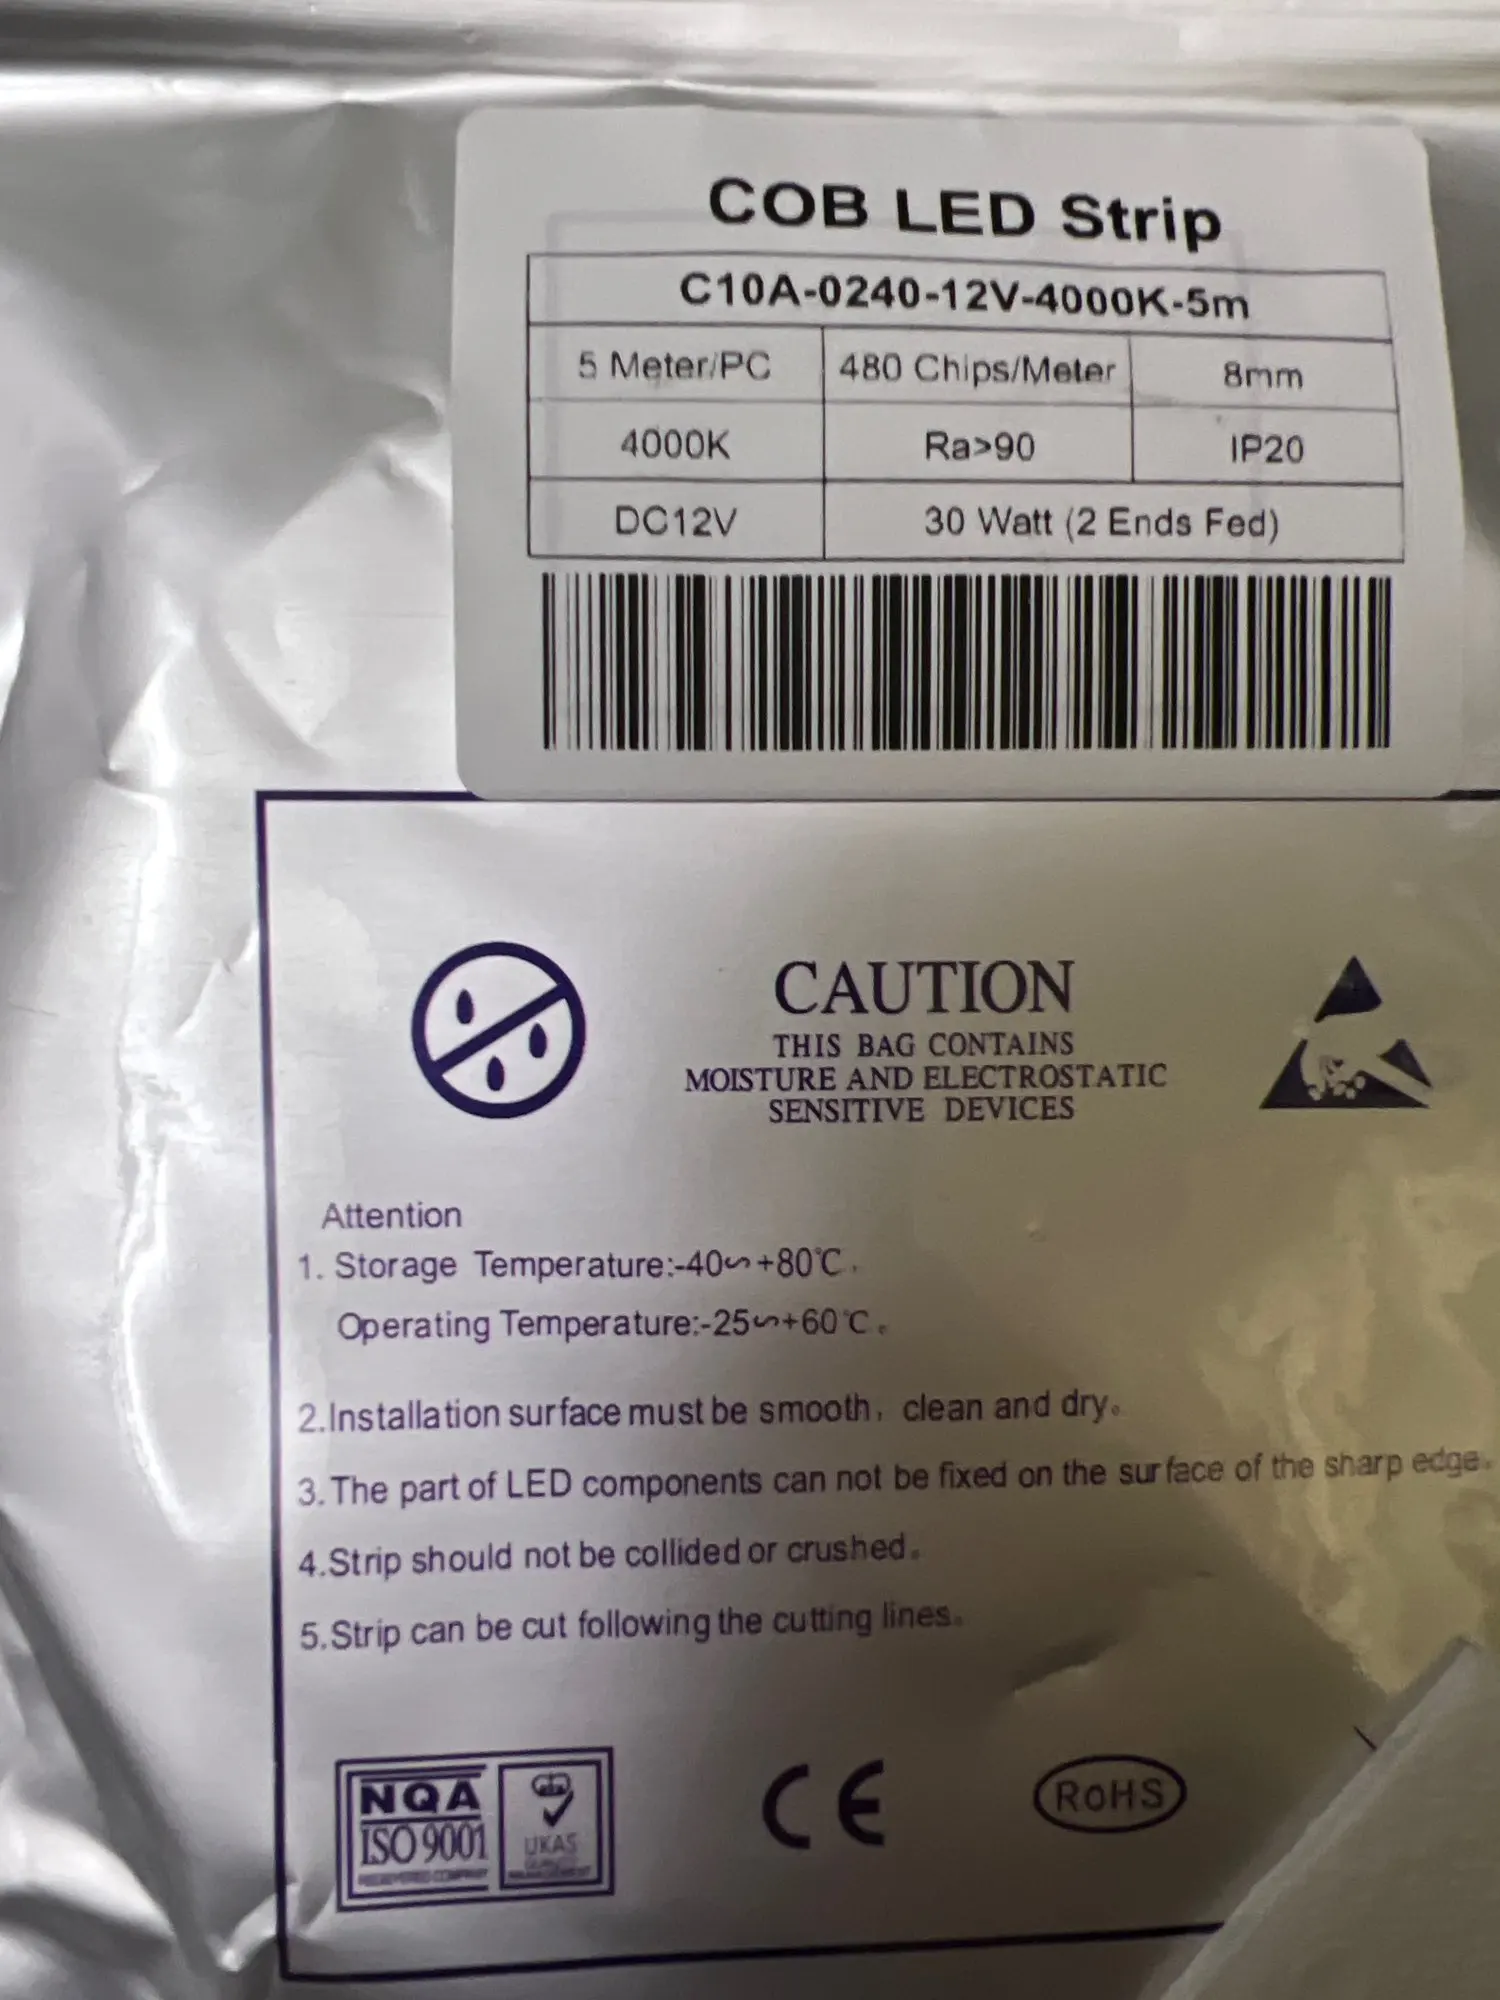 COB LED Strip
C10A-0240-12V-4000K-5m
5 Meter/PC 480 Chips/Meter 8mm
4000K Ra>90 IP20
DC12V 30 Watt (2 Ends Fed)
CAUTION
THIS BAG CONTAINS
MOISTURE AND ELECTROSTATIC
SENSITIVE DEVICES
Attention
1. Storage Temperature:-40∽+80℃.
Operating Temperature:-25∽+60℃。
2.Installation surface must be smooth, clean and dry。
3.The part of LED components can not be fixed on the surface of the sharp edge.
4.Strip should not be collided or crushed。
5.Strip can be cut following the cutting lines。
NQA
ISO 9001
REGISTERED COMPANY
UKAS
QUALITY
MANAGEMENT
CE
RoHS